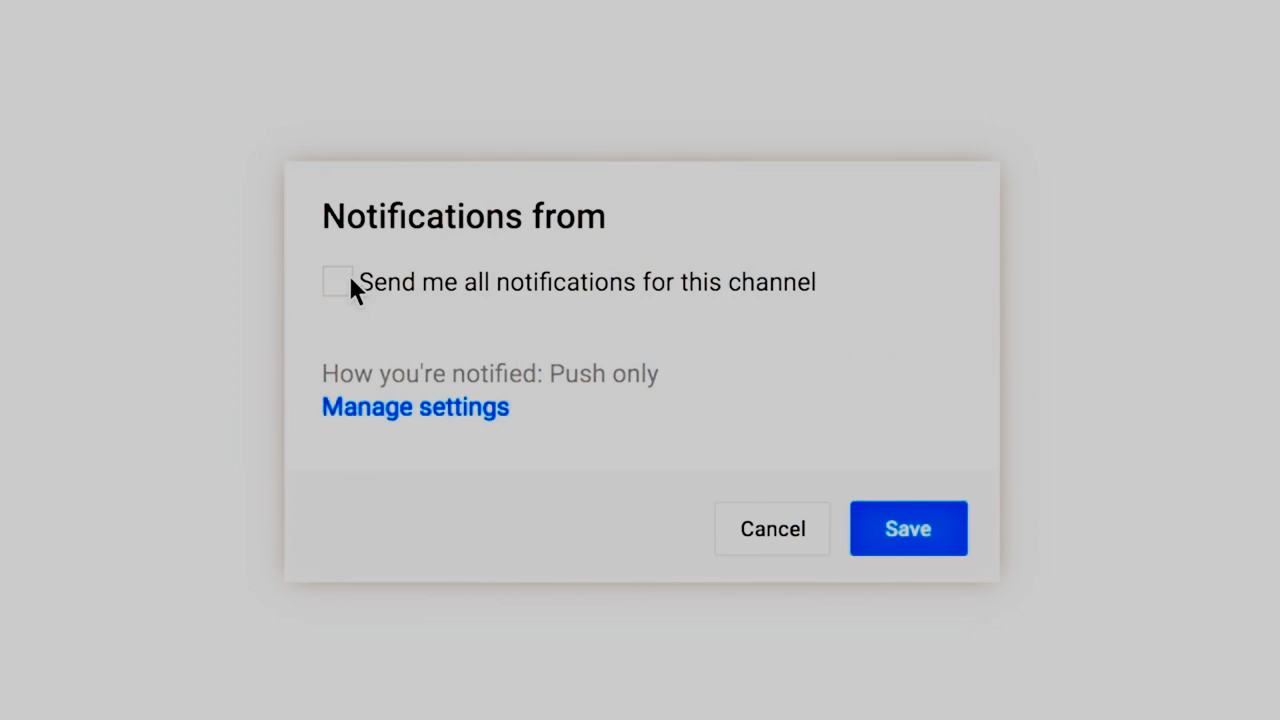 Notifications from
Send me all notifications for this channel
How you're notified: Push only
Manage settings
Cancel
Save